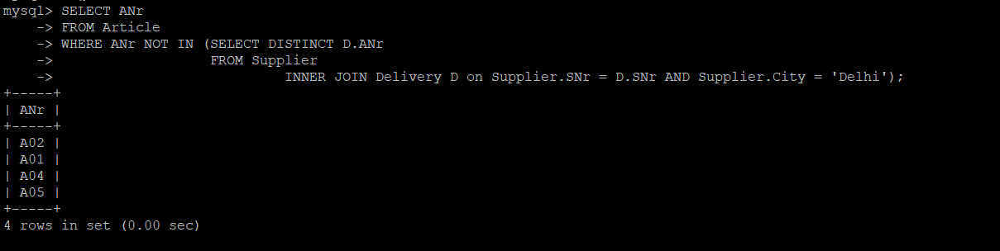 mysql> SELECT ANr
    -> FROM Article
    -> WHERE ANr NOT IN (SELECT DISTINCT D.ANr
    ->                   FROM Supplier
    ->                            INNER JOIN Delivery D on Supplier.SNr = D.SNr AND Supplier.City = 'Delhi');
+-----+
| ANr |
+-----+
| A02 |
| A01 |
| A04 |
| A05 |
+-----+
4 rows in set (0.00 sec)